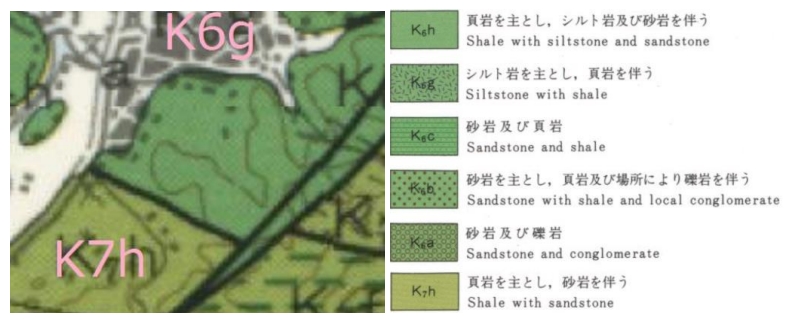 K6g
a
h
K
K7h
K
K₆h
頁岩を主とし，シルト岩及び砂岩を伴う
Shale with siltstone and sandstone
K₆g
シルト岩を主とし，頁岩を伴う
Siltstone with shale
K₆c
砂岩及び頁岩
Sandstone and shale
K₆b
砂岩を主とし，頁岩及び場所により礫岩を伴う
Sandstone with shale and local conglomerate
K₆a
砂岩及び礫岩
Sandstone and conglomerate
K₇h
頁岩を主とし，砂岩を伴う
Shale with sandstone